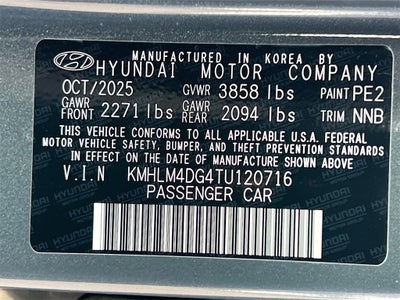 MANUFACTURED IN KOREA BY
HYUNDAI MOTOR COMPANY
OCT/2025 GVWR 3858 lbs PAINT PE2
GAWR FRONT 2271 lbs GAWR REAR 2094 lbs TRIM NNB
THIS VEHICLE CONFORMS TO ALL APPLICABLE U.S.A. FEDERAL
MOTOR VEHICLE SAFETY, BUMPER, AND THEFT PREVENTION STANDARDS
IN EFFECT ON THE DATE OF MANUFACTURE SHOWN ABOVE.
V.I.N KMHLM4DG4TU120716
PASSENGER CAR